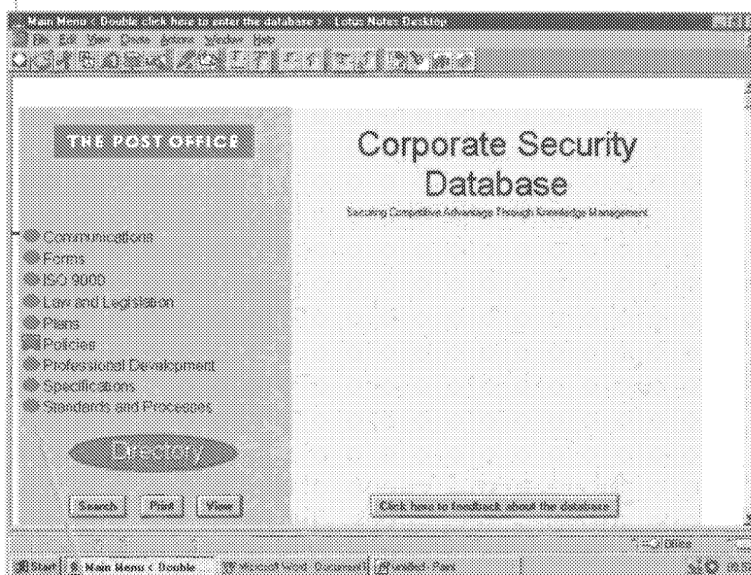 Main Menu < Double click here to enter the database > - Lotus Notes Desktop
File Edit View Create Actions Window Help
THE POST OFFICE
Corporate Security
Database
Securing Competitive Advantage Through Knowledge Management
Communications
Forms
ISO 9000
Law and Legislation
Plans
Policies
Professional Development
Specifications
Standards and Processes
Directory
Search Print View
Click here to feedback about the database
Office
Start Main Menu < Double ... Microsoft Word - Document1 untitled - Paint